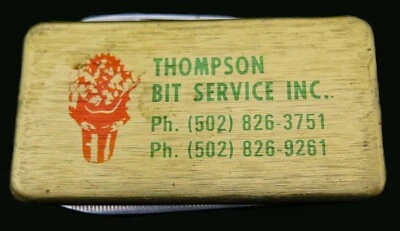 THOMPSON
BIT SERVICE INC..
Ph. (502) 826-3751
Ph. (502) 826-9261